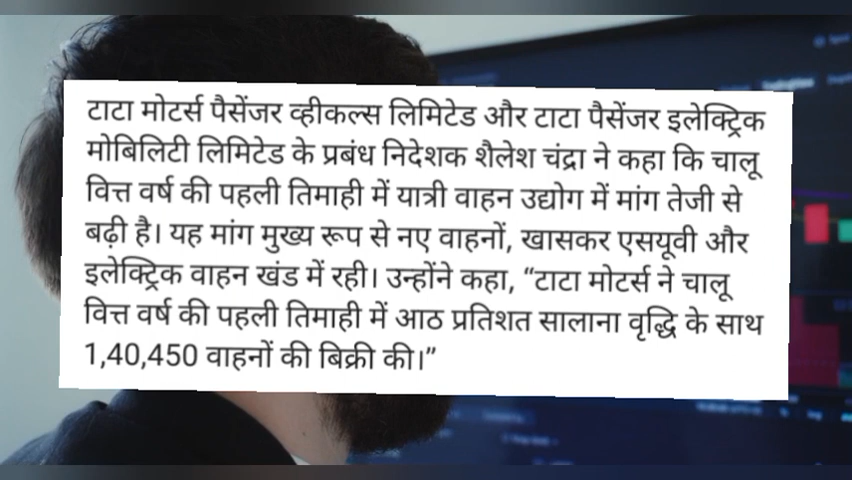 टाटा मोटर्स पैसेंजर व्हीकल्स लिमिटेड और टाटा पैसेंजर इलेक्ट्रिक
मोबिलिटी लिमिटेड के प्रबंध निदेशक शैलेश चंद्रा ने कहा कि चालू
वित्त वर्ष की पहली तिमाही में यात्री वाहन उद्योग में मांग तेजी से
बढ़ी है। यह मांग मुख्य रूप से नए वाहनों, खासकर एसयूवी और
इलेक्ट्रिक वाहन खंड में रही। उन्होंने कहा, “टाटा मोटर्स ने चालू
वित्त वर्ष की पहली तिमाही में आठ प्रतिशत सालाना वृद्धि के साथ
1,40,450 वाहनों की बिक्री की।”